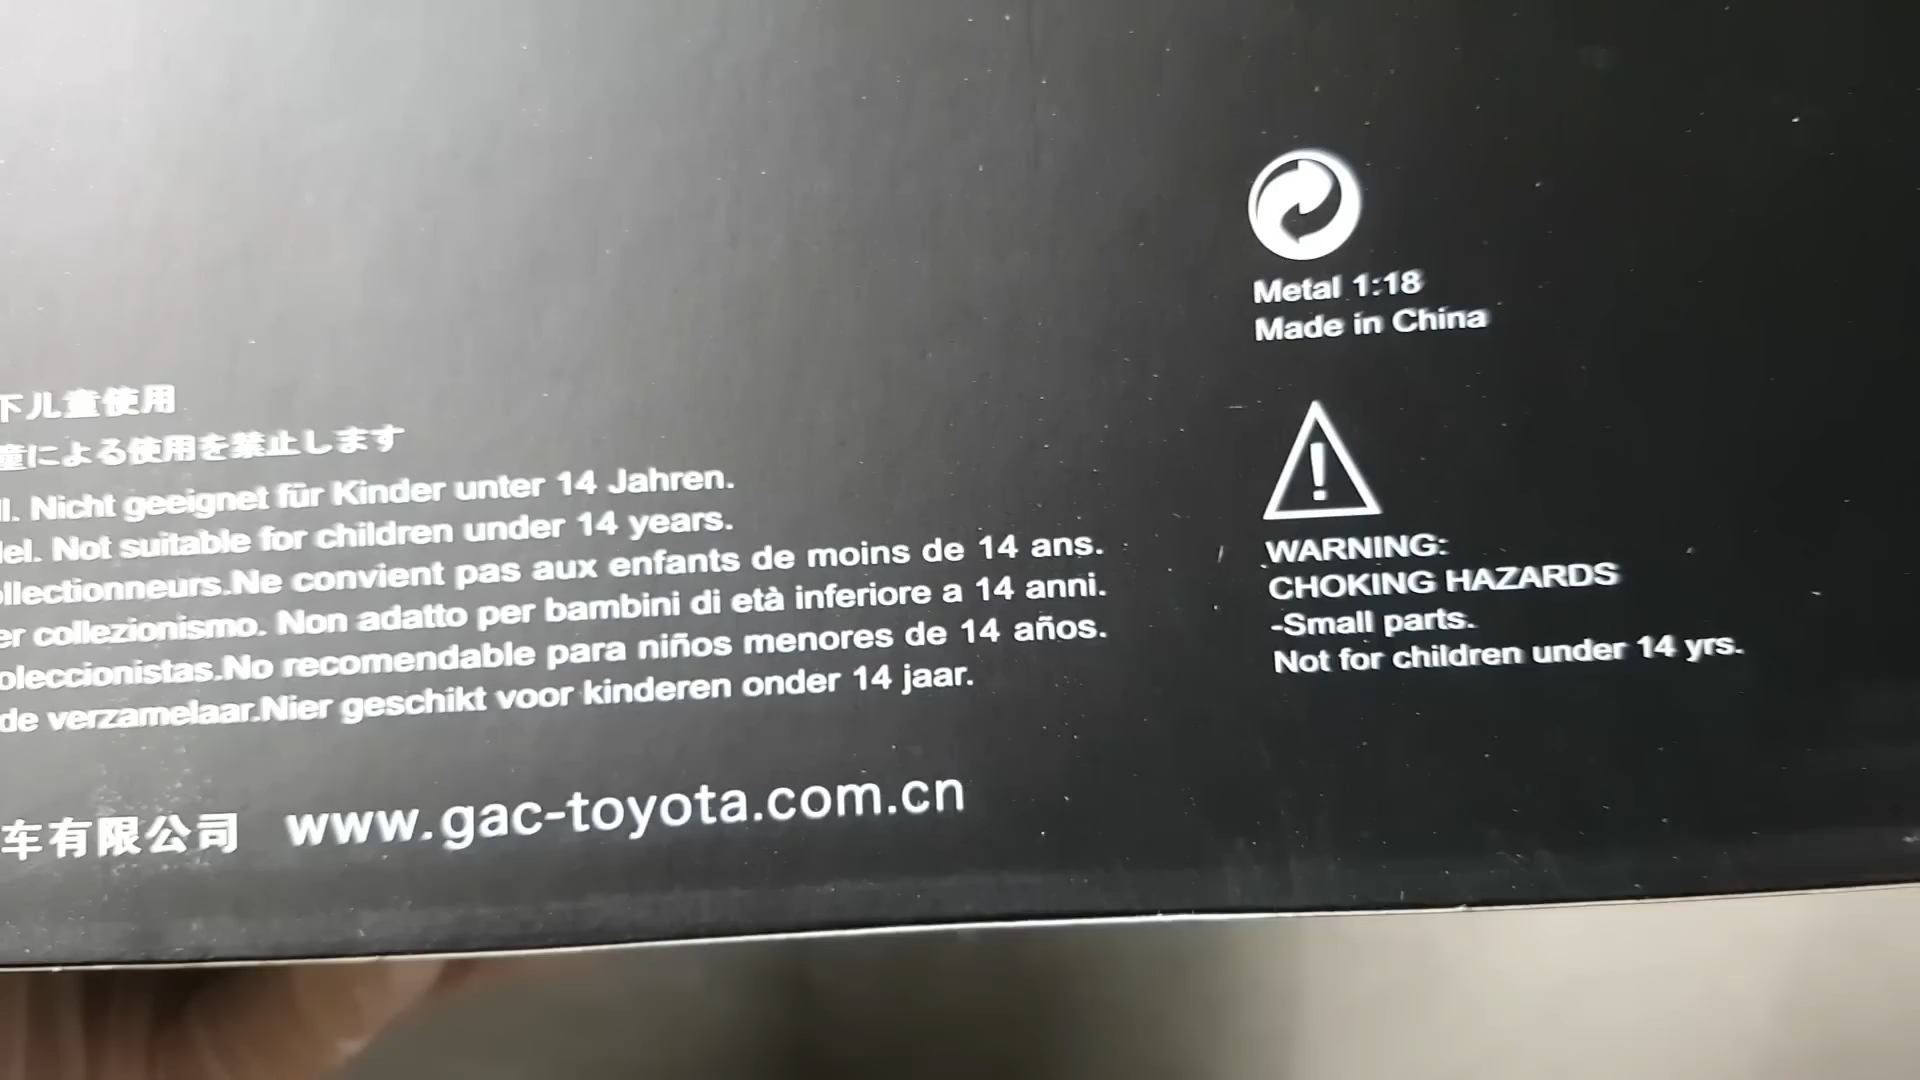 下儿童使用
童による使用を禁止します
ll. Nicht geeignet für Kinder unter 14 Jahren.
del. Not suitable for children under 14 years.
ollectionneurs.Ne convient pas aux enfants de moins de 14 ans.
er collezionismo. Non adatto per bambini di età inferiore a 14 anni.
oleccionistas.No recomendable para niños menores de 14 años.
de verzamelaar.Nier geschikt voor kinderen onder 14 jaar.
车有限公司 www.gac-toyota.com.cn
Metal 1:18
Made in China
WARNING:
CHOKING HAZARDS
-Small parts.
Not for children under 14 yrs.